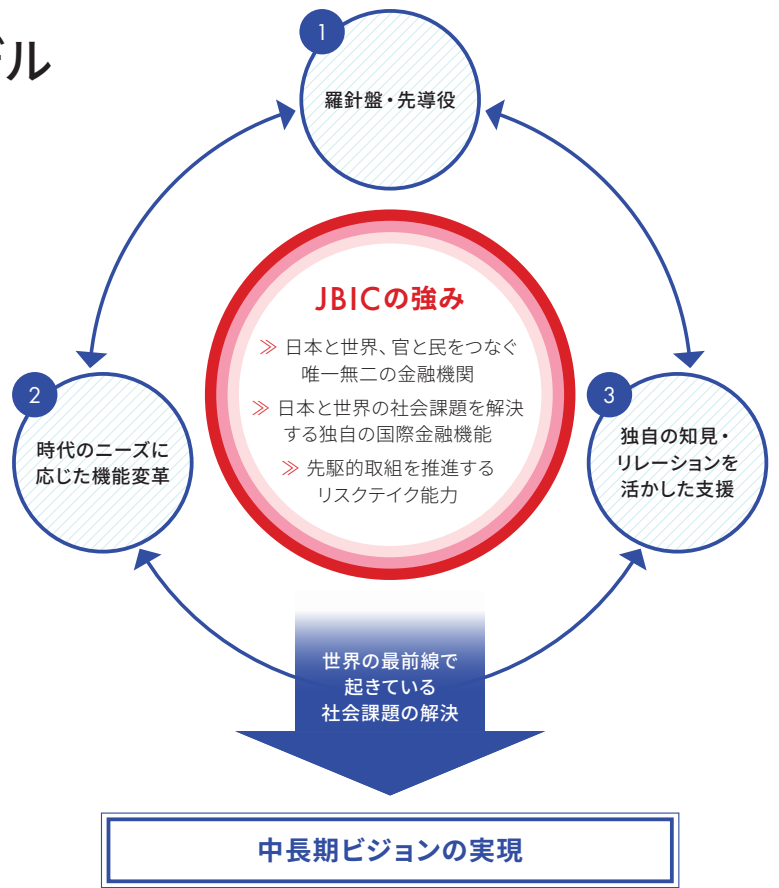 デル
1
羅針盤・先導役
JBICの強み
≫ 日本と世界、官と民をつなぐ
唯一無二の金融機関
≫ 日本と世界の社会課題を解決
する独自の国際金融機能
≫ 先駆的取組を推進する
リスクテイク能力
2
時代のニーズに
応じた機能変革
3
独自の知見・
リレーションを
活かした支援
世界の最前線で
起きている
社会課題の解決
中長期ビジョンの実現